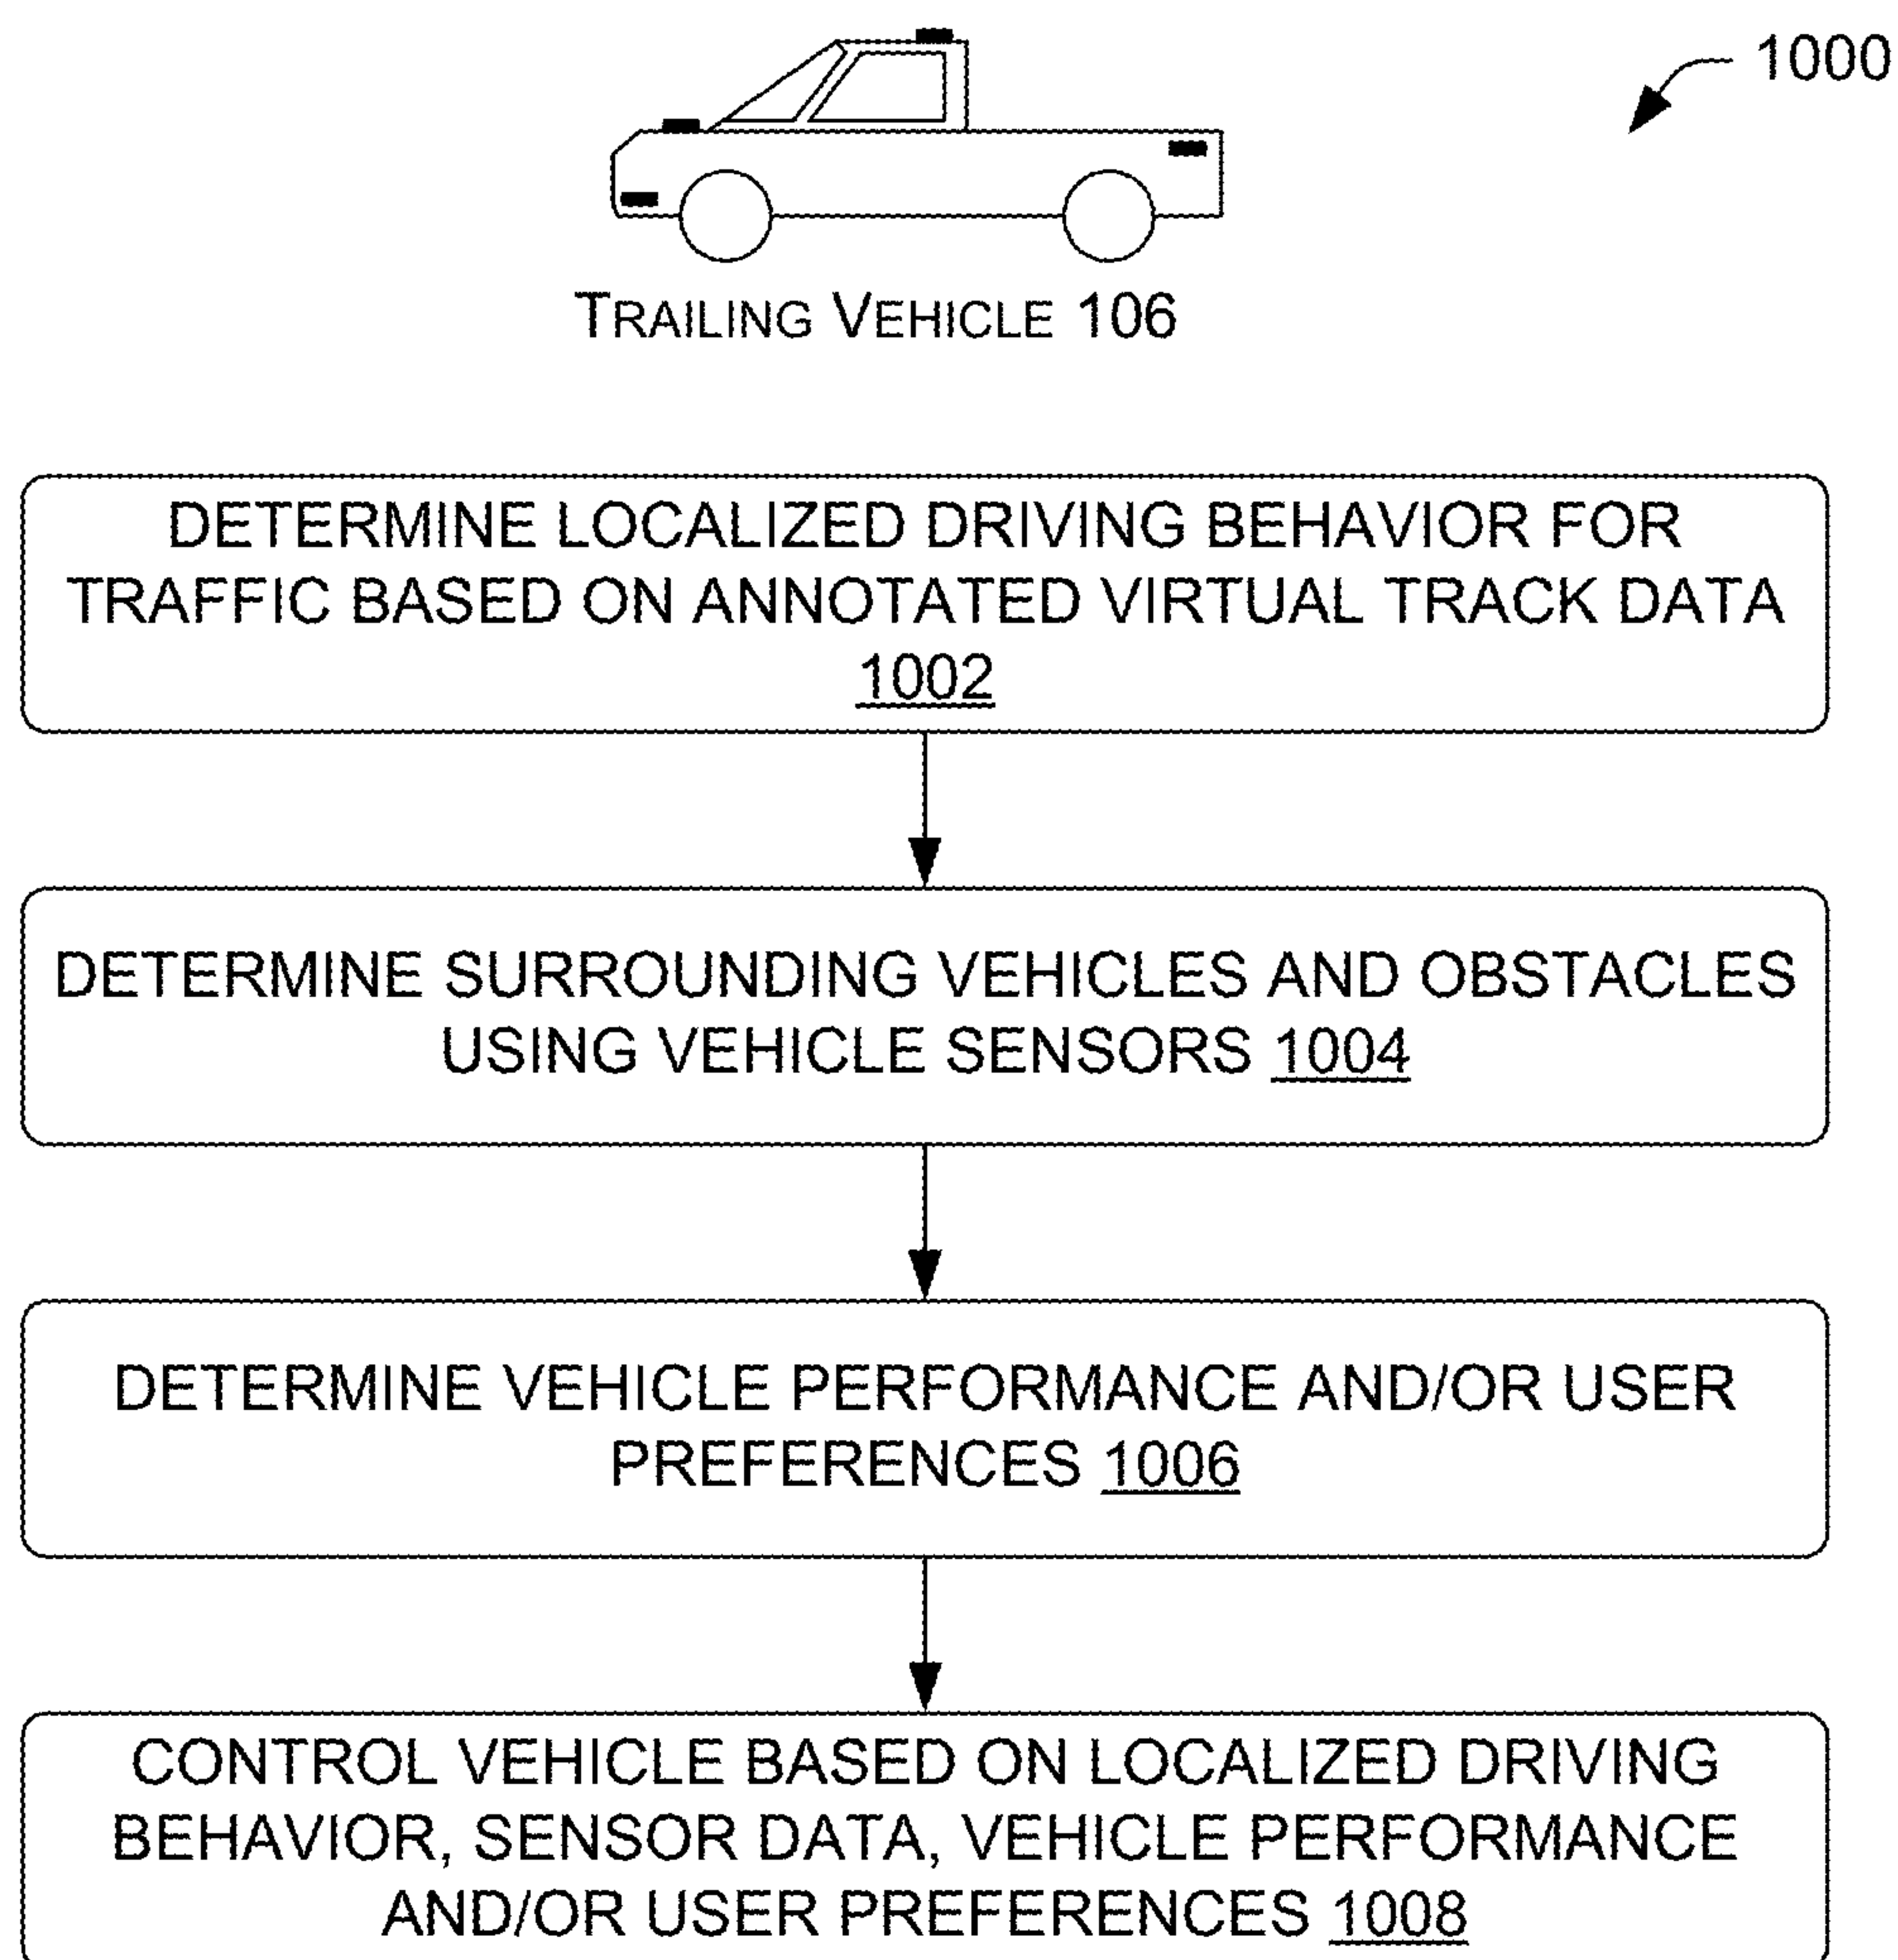 1000
TRAILING VEHICLE 106
DETERMINE LOCALIZED DRIVING BEHAVIOR FOR
TRAFFIC BASED ON ANNOTATED VIRTUAL TRACK DATA
1002
DETERMINE SURROUNDING VEHICLES AND OBSTACLES
USING VEHICLE SENSORS 1004
DETERMINE VEHICLE PERFORMANCE AND/OR USER
PREFERENCES 1006
CONTROL VEHICLE BASED ON LOCALIZED DRIVING
BEHAVIOR, SENSOR DATA, VEHICLE PERFORMANCE
AND/OR USER PREFERENCES 1008